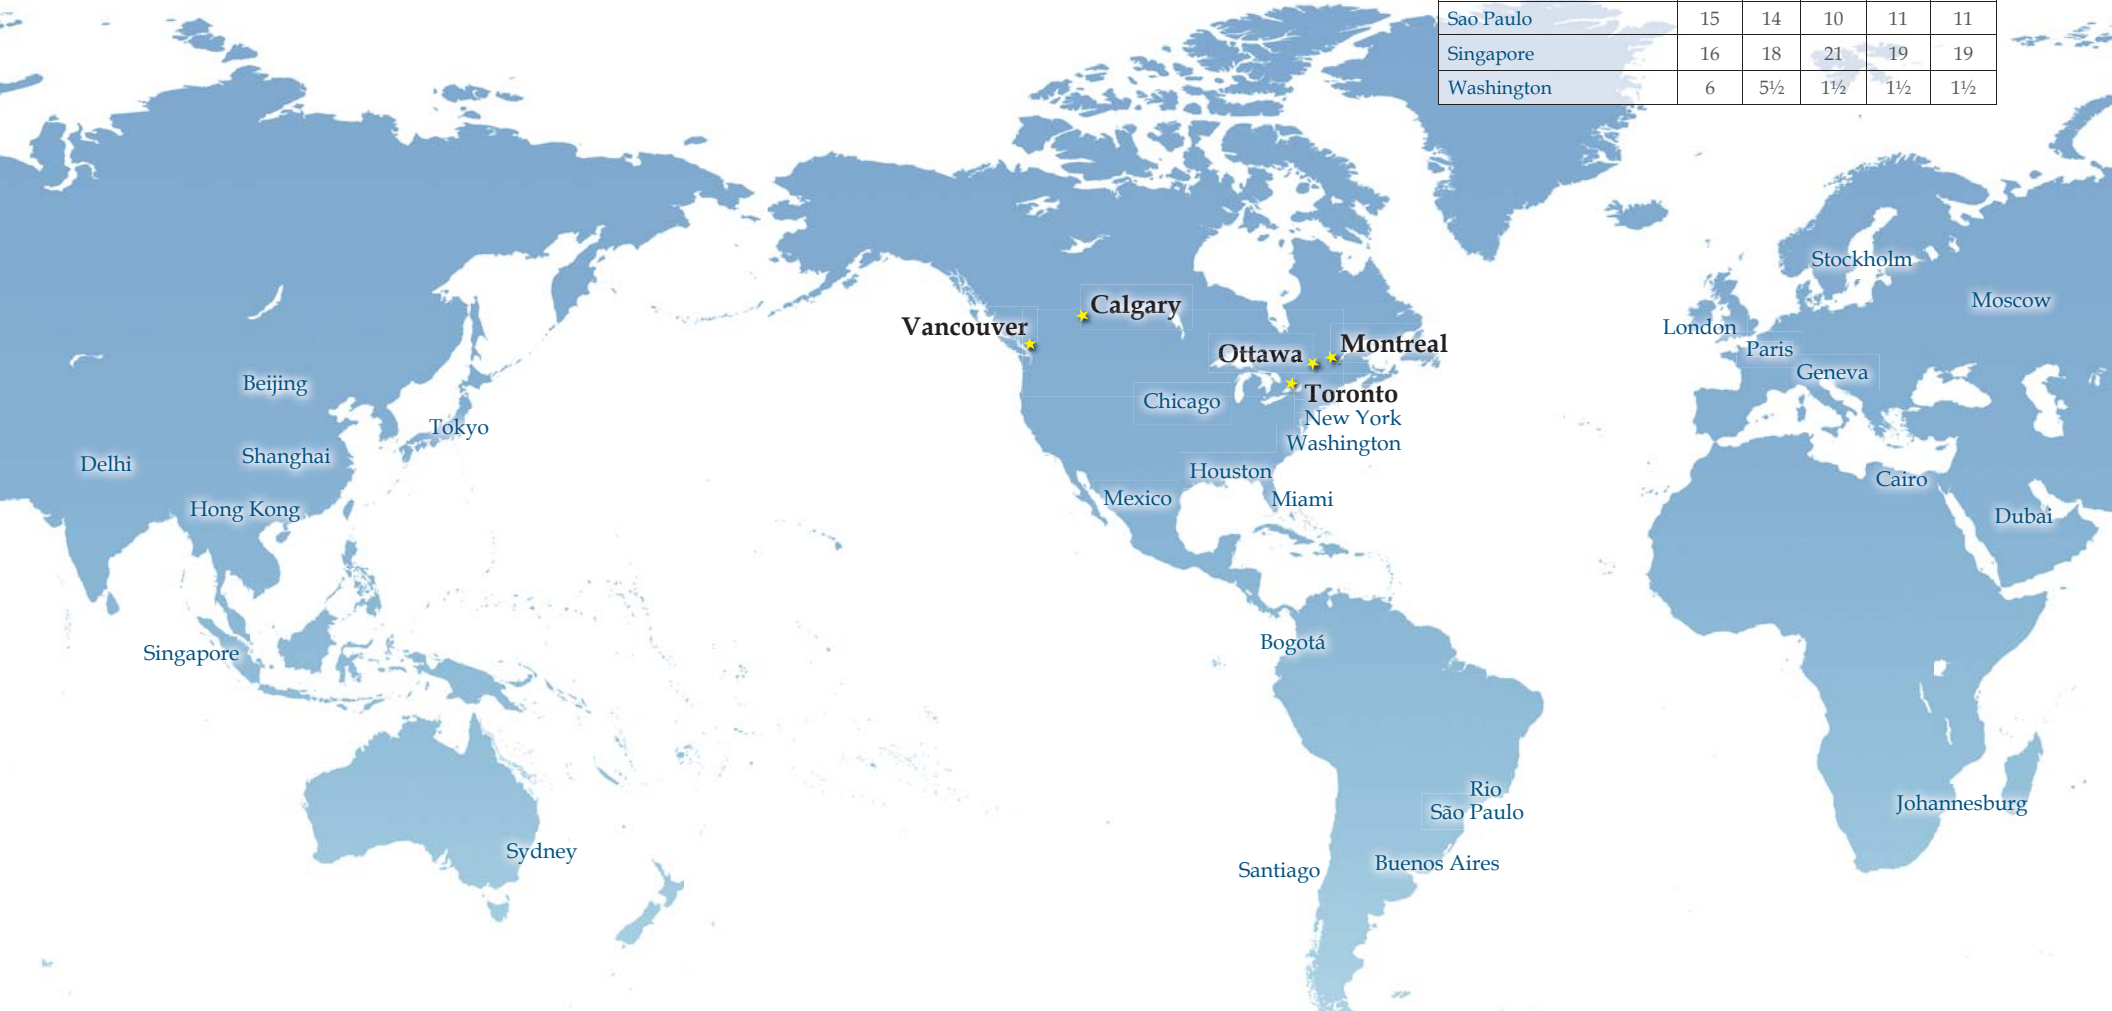 Sao Paulo 15 14 10 11 11
Singapore 16 18 21 19 19
Washington 6 5½ 1½ 1½ 1½
Stockholm
Moscow
Calgary
Vancouver
London
Montreal
Ottawa
Paris
Geneva
Beijing
Toronto
Chicago
New York
Tokyo
Washington
Shanghai
Delhi
Houston
Cairo
Mexico
Miami
Hong Kong
Dubai
Bogotá
Singapore
Rio
São Paulo
Johannesburg
Sydney
Buenos Aires
Santiago